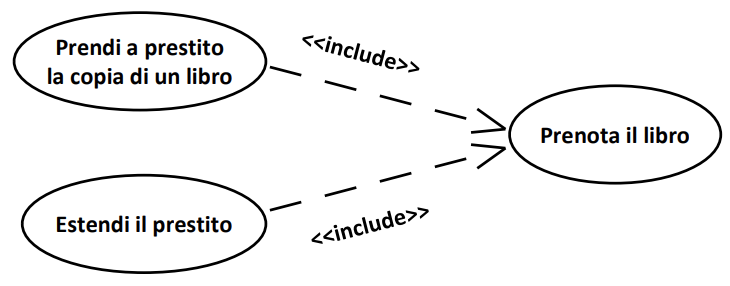 Prendi a prestito
la copia di un libro
<<include>>
Prenota il libro
Estendi il prestito
<<include>>